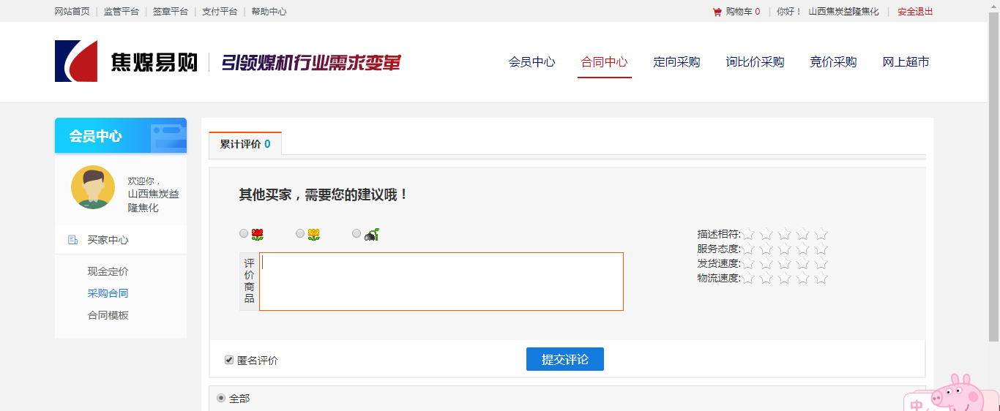 网站首页 | 监管平台 | 签章平台 | 支付平台 | 帮助中心
购物车 0 | 你好！ 山西焦炭益隆焦化 | 安全退出
焦煤易购 | 引领煤机行业需求变革
会员中心 合同中心 定向采购 询比价采购 竞价采购 网上超市
会员中心
欢迎你，
山西焦炭益
隆焦化
买家中心
现金定价
采购合同
合同模板
累计评价 0
其他买家，需要您的建议哦！
评
价
商
品
描述相符:
服务态度:
发货速度:
物流速度:
匿名评价
提交评论
全部
中